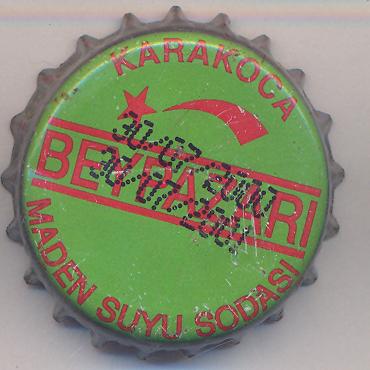 KARAKOCA
BEYPAZARI
MADEN SUYU SODASI